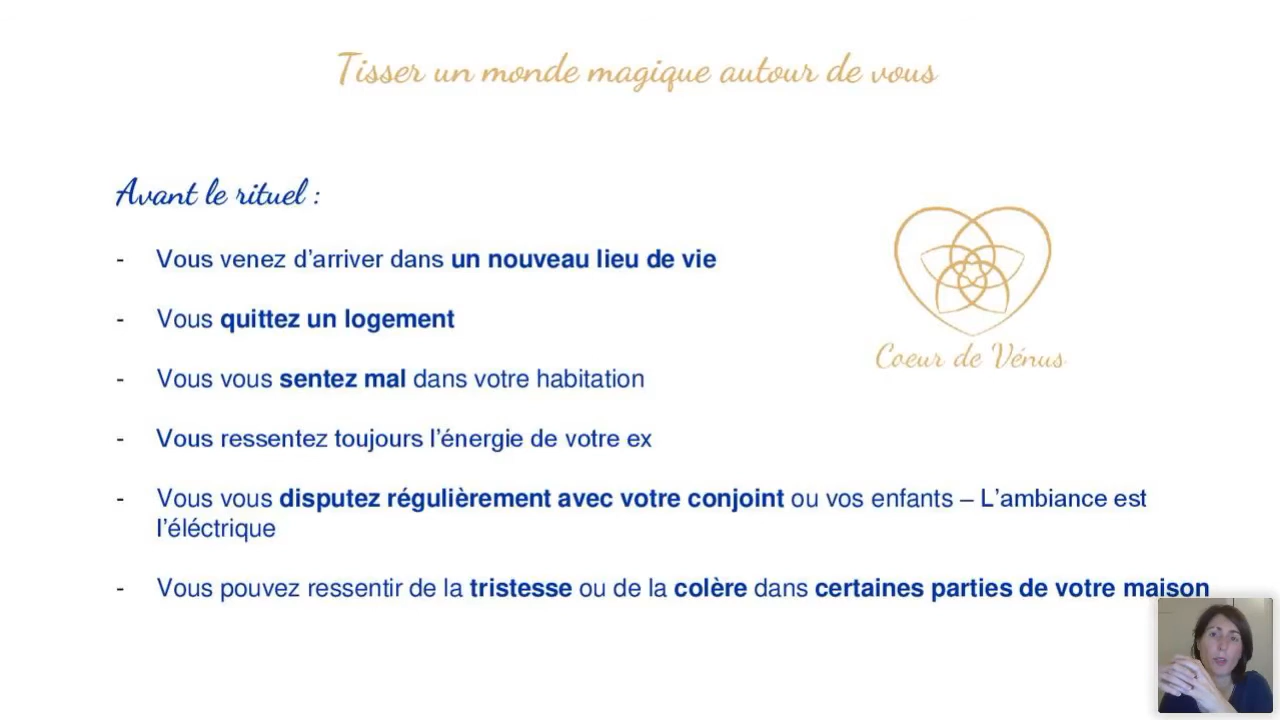 Tisser un monde magique autour de vous
Avant le rituel :
- Vous venez d’arriver dans un nouveau lieu de vie
- Vous quittez un logement
- Vous vous sentez mal dans votre habitation
- Vous ressentez toujours l’énergie de votre ex
- Vous vous disputez régulièrement avec votre conjoint ou vos enfants – L’ambiance est
l’éléctrique
- Vous pouvez ressentir de la tristesse ou de la colère dans certaines parties de votre maison
Coeur de Vénus